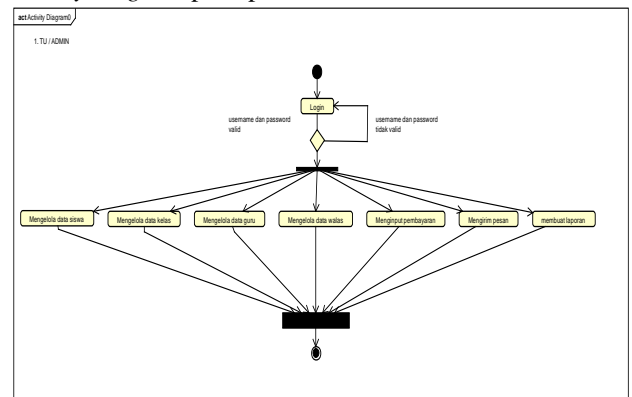 act Activity Diagram0
1. TU / ADMIN
Login
username dan password
valid
username dan password
tidak valid
Mengelola data siswa
Mengelola data kelas
Mengelola data guru
Mengelola data walas
Menginput pembayaran
Mengirim pesan
membuat laporan